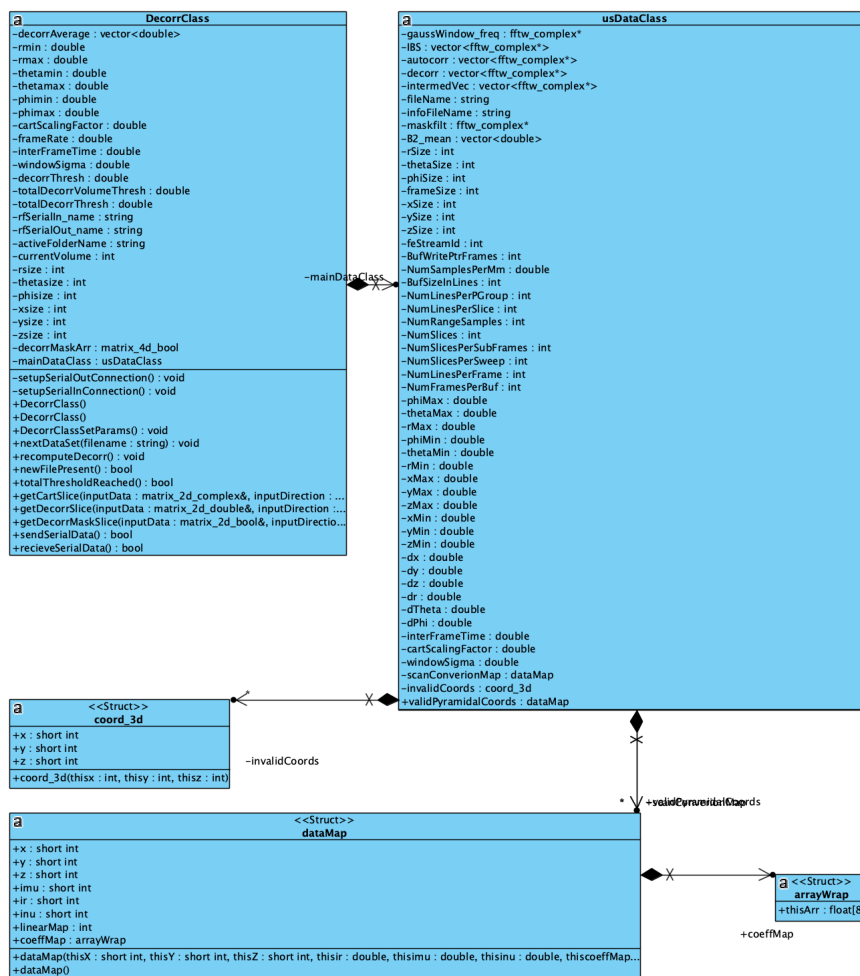 a
DecorrClass
-decorrAverage : vector<double>
-rmin : double
-rmax : double
-thetamin : double
-thetamax : double
-phimin : double
-phimax : double
-cartScalingFactor : double
-frameRate : double
-interFrameTime : double
-windowSigma : double
-decorrThresh : double
-totalDecorrVolumeThresh : double
-totalDecorrThresh : double
-rfSerialIn_name : string
-rfSerialOut_name : string
-activeFolderName : string
-currentVolume : int
-rsize : int
-thetasize : int
-phisize : int
-xsize : int
-ysize : int
-zsize : int
-decorrMaskArr : matrix_4d_bool
-mainDataClass : usDataClass
-setupSerialOutConnection() : void
-setupSerialInConnection() : void
+DecorrClass()
+DecorrClass()
+DecorrClassSetParams() : void
+nextDataSet(filename : string) : void
+recomputeDecorr() : void
+newFilePresent() : bool
+totalThresholdReached() : bool
+getCartSlice(inputData : matrix_2d_complex&, inputDirection : ...
+getDecorrSlice(inputData : matrix_2d_double&, inputDirection :...
+getDecorrMaskSlice(inputData : matrix_2d_bool&, inputDirectio...
+sendSerialData() : bool
+recieveSerialData() : bool
-mainDataClass
a
usDataClass
-gaussWindow_freq : fftw_complex*
-IBS : vector<fftw_complex*>
-autocorr : vector<fftw_complex*>
-decorr : vector<fftw_complex*>
-intermedVec : vector<fftw_complex*>
-fileName : string
-infoFileName : string
-maskfilt : fftw_complex*
-B2_mean : vector<double>
-rSize : int
-thetaSize : int
-phiSize : int
-frameSize : int
-xSize : int
-ySize : int
-zSize : int
-feStreamId : int
-BufWritePtrFrames : int
-NumSamplesPerMm : double
-BufSizeInLines : int
-NumLinesPerPGroup : int
-NumLinesPerSlice : int
-NumRangeSamples : int
-NumSlices : int
-NumSlicesPerSubFrames : int
-NumSlicesPerSweep : int
-NumLinesPerFrame : int
-NumFramesPerBuf : int
-phiMax : double
-thetaMax : double
-rMax : double
-phiMin : double
-thetaMin : double
-rMin : double
-xMax : double
-yMax : double
-zMax : double
-xMin : double
-yMin : double
-zMin : double
-dx : double
-dy : double
-dz : double
-dr : double
-dTheta : double
-dPhi : double
-interFrameTime : double
-cartScalingFactor : double
-windowSigma : double
-scanConverionMap : dataMap
-invalidCoords : coord_3d
+validPyramidalCoords : dataMap
*
a
<<Struct>>
coord_3d
+x : short int
+y : short int
+z : short int
+coord_3d(thisx : int, thisy : int, thisz : int)
-invalidCoords
*
a
<<Struct>>
dataMap
+x : short int
+y : short int
+z : short int
+imu : short int
+ir : short int
+inu : short int
+linearMap : int
+coeffMap : arrayWrap
+dataMap(thisX : short int, thisY : short int, thisZ : short int, thisir : double, thisimu : double, thisinu : double, thiscoeffMap...
+dataMap()
a
<<Struct>>
arrayWrap
+thisArr : float[8
+coeffMap